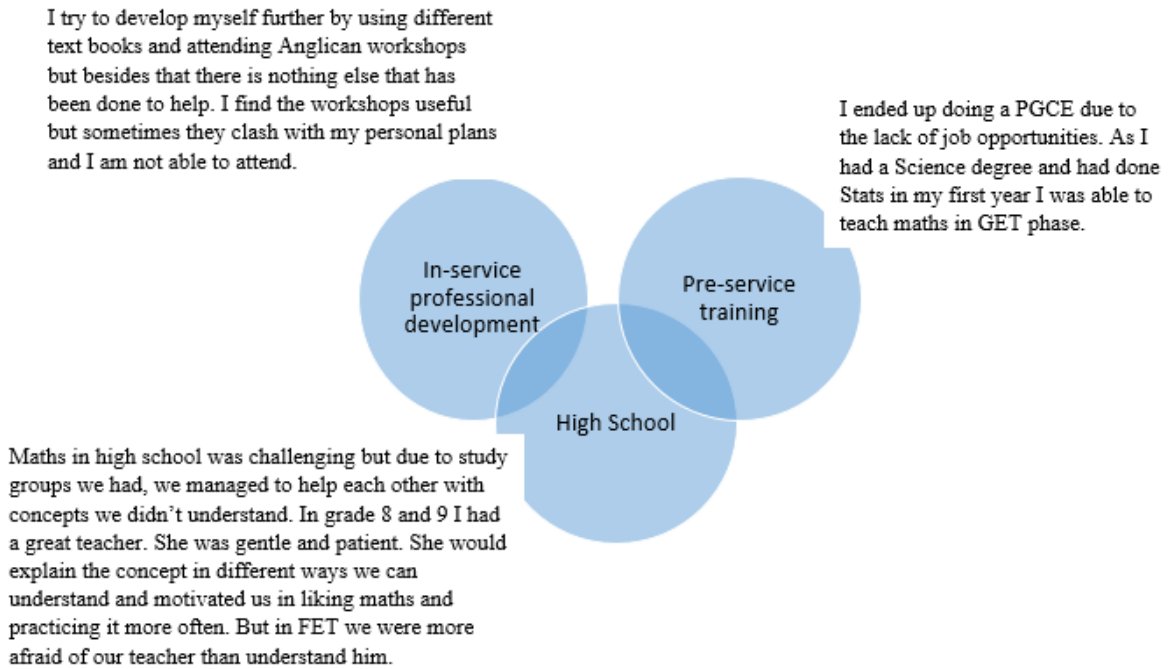 I try to develop myself further by using different
text books and attending Anglican workshops
but besides that there is nothing else that has
been done to help. I find the workshops useful
but sometimes they clash with my personal plans
and I am not able to attend.
I ended up doing a PGCE due to
the lack of job opportunities. As I
had a Science degree and had done
Stats in my first year I was able to
teach maths in GET phase.
In-service
professional
development
Pre-service
training
High School
Maths in high school was challenging but due to study
groups we had, we managed to help each other with
concepts we didn’t understand. In grade 8 and 9 I had
a great teacher. She was gentle and patient. She would
explain the concept in different ways we can
understand and motivated us in liking maths and
practicing it more often. But in FET we were more
afraid of our teacher than understand him.